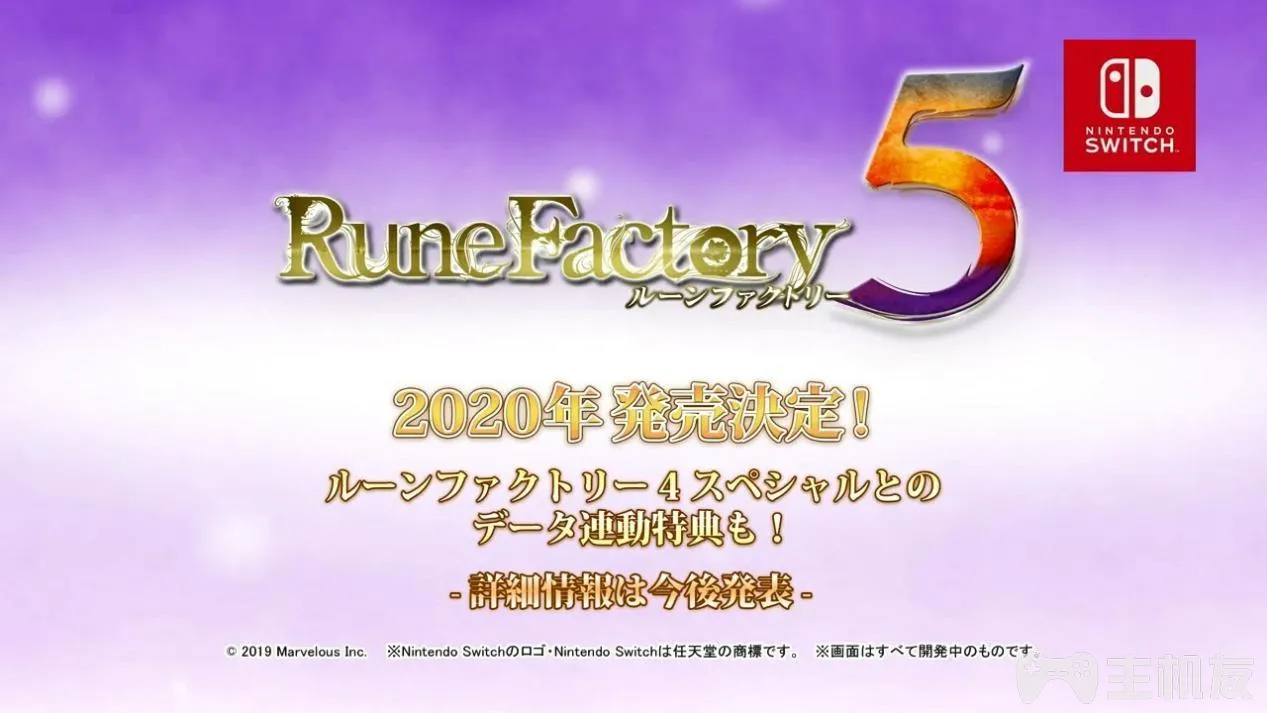 NINTENDO
SWITCH™
Rune Factory 5
ルーンファクトリー
2020年 発売決定!
ルーンファクトリー4 スペシャルとの
データ連動特典も!
- 詳細情報は今後発表 -
© 2019 Marvelous Inc. ※Nintendo Switchのロゴ・Nintendo Switchは任天堂の商標です。 ※画面はすべて開発中のものです。
主机友